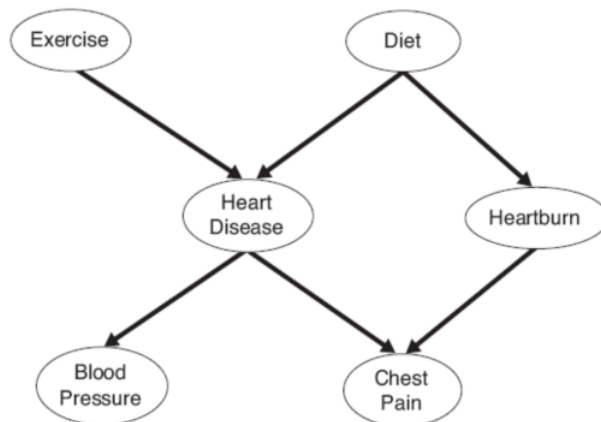 Exercise
Diet
Heart
Disease
Heartburn
Blood
Pressure
Chest
Pain